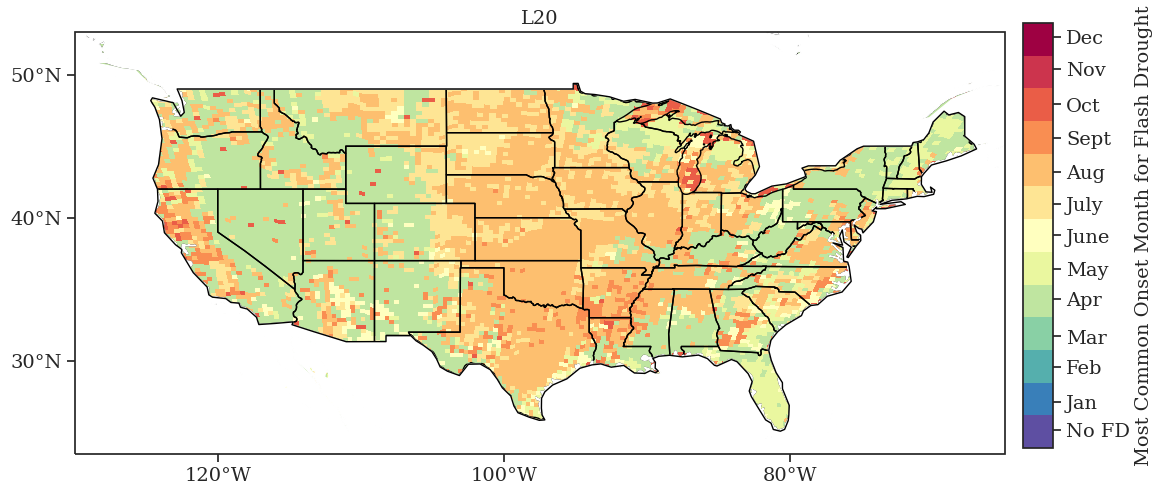 L20
50°N
40°N
30°N
120°W
100°W
80°W
Dec
Nov
Oct
Sept
Aug
July
June
May
Apr
Mar
Feb
Jan
No FD
Most Common Onset Month for Flash Drought